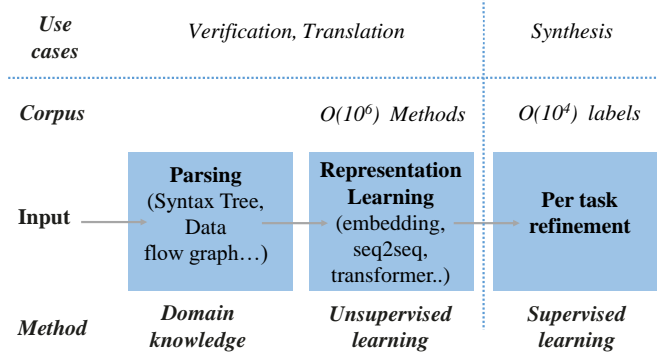 Use cases
Verification, Translation
Synthesis
Corpus
O(10⁶) Methods
O(10⁴) labels
Input
Parsing
(Syntax Tree,
Data
flow graph…)
Representation
Learning
(embedding,
seq2seq,
transformer..)
Per task
refinement
Method
Domain
knowledge
Unsupervised
learning
Supervised
learning